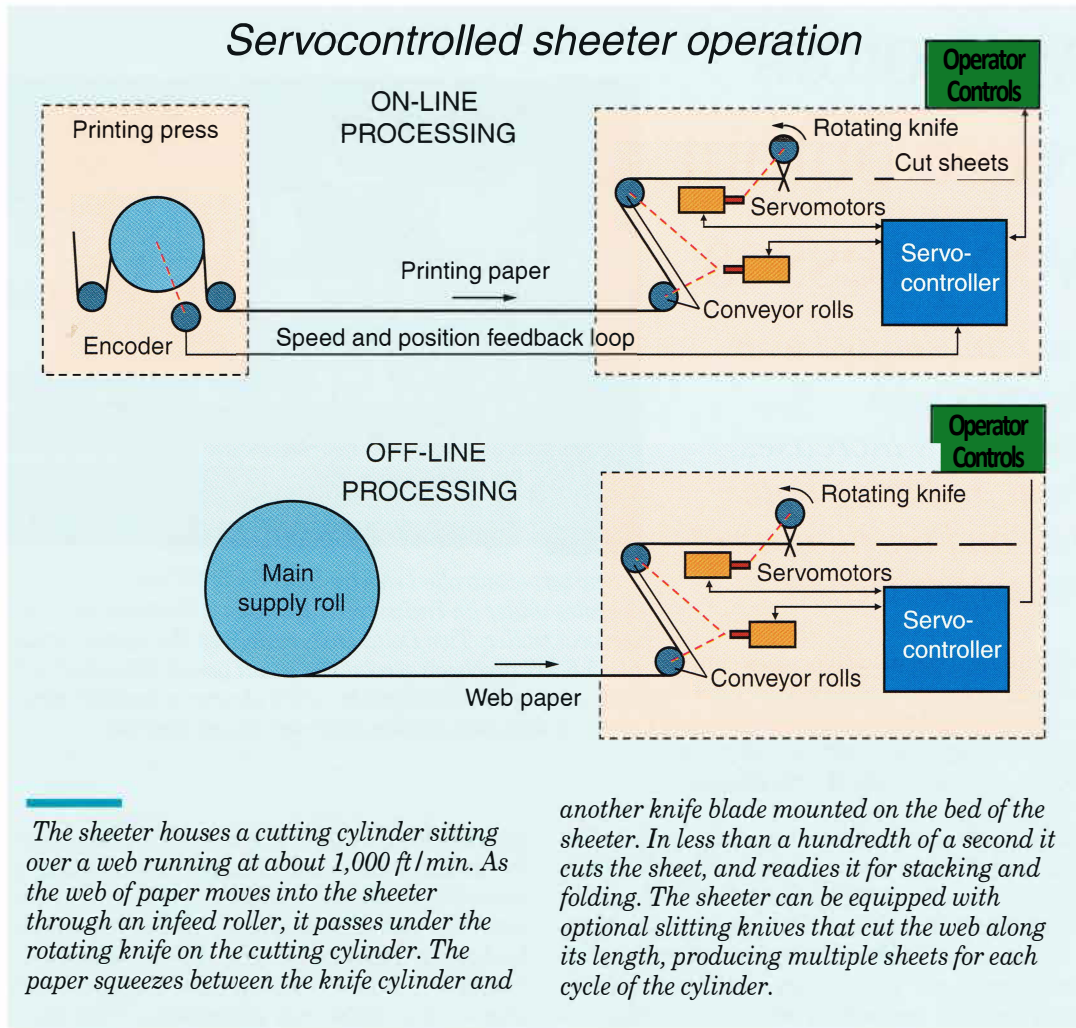 Servocontrolled sheeter operation
Operator
Controls
ON-LINE
PROCESSING
Printing press
Rotating knife
Cut sheets
Servomotors
Servo-
controller
Printing paper
Conveyor rolls
Encoder
Speed and position feedback loop
Operator
Controls
OFF-LINE
PROCESSING
Rotating knife
Main
supply roll
Servomotors
Servo-
controller
Conveyor rolls
Web paper
The sheeter houses a cutting cylinder sitting
over a web running at about 1,000 ft/min. As
the web of paper moves into the sheeter
through an infeed roller, it passes under the
rotating knife on the cutting cylinder. The
paper squeezes between the knife cylinder and
another knife blade mounted on the bed of the
sheeter. In less than a hundredth of a second it
cuts the sheet, and readies it for stacking and
folding. The sheeter can be equipped with
optional slitting knives that cut the web along
its length, producing multiple sheets for each
cycle of the cylinder.